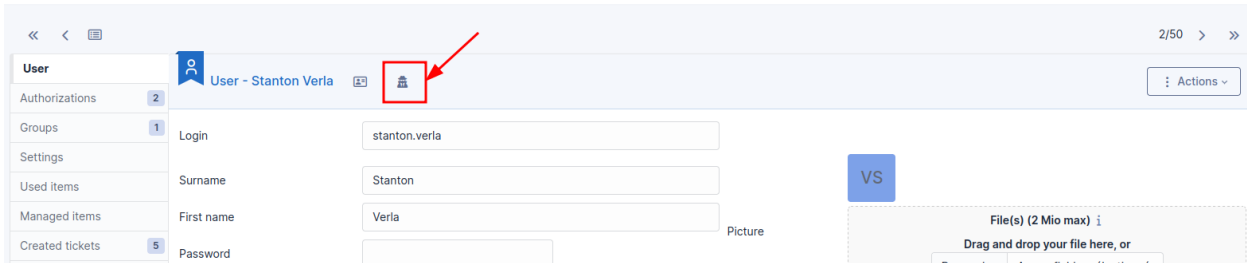 2/50
User
User - Stanton Verla
Actions
Authorizations 2
Groups 1
Login stanton.verla
Settings
Surname Stanton
VS
Used items
Managed items
First name Verla
Picture
File(s) (2 Mio max) i
Created tickets 5
Password
Drag and drop your file here, or